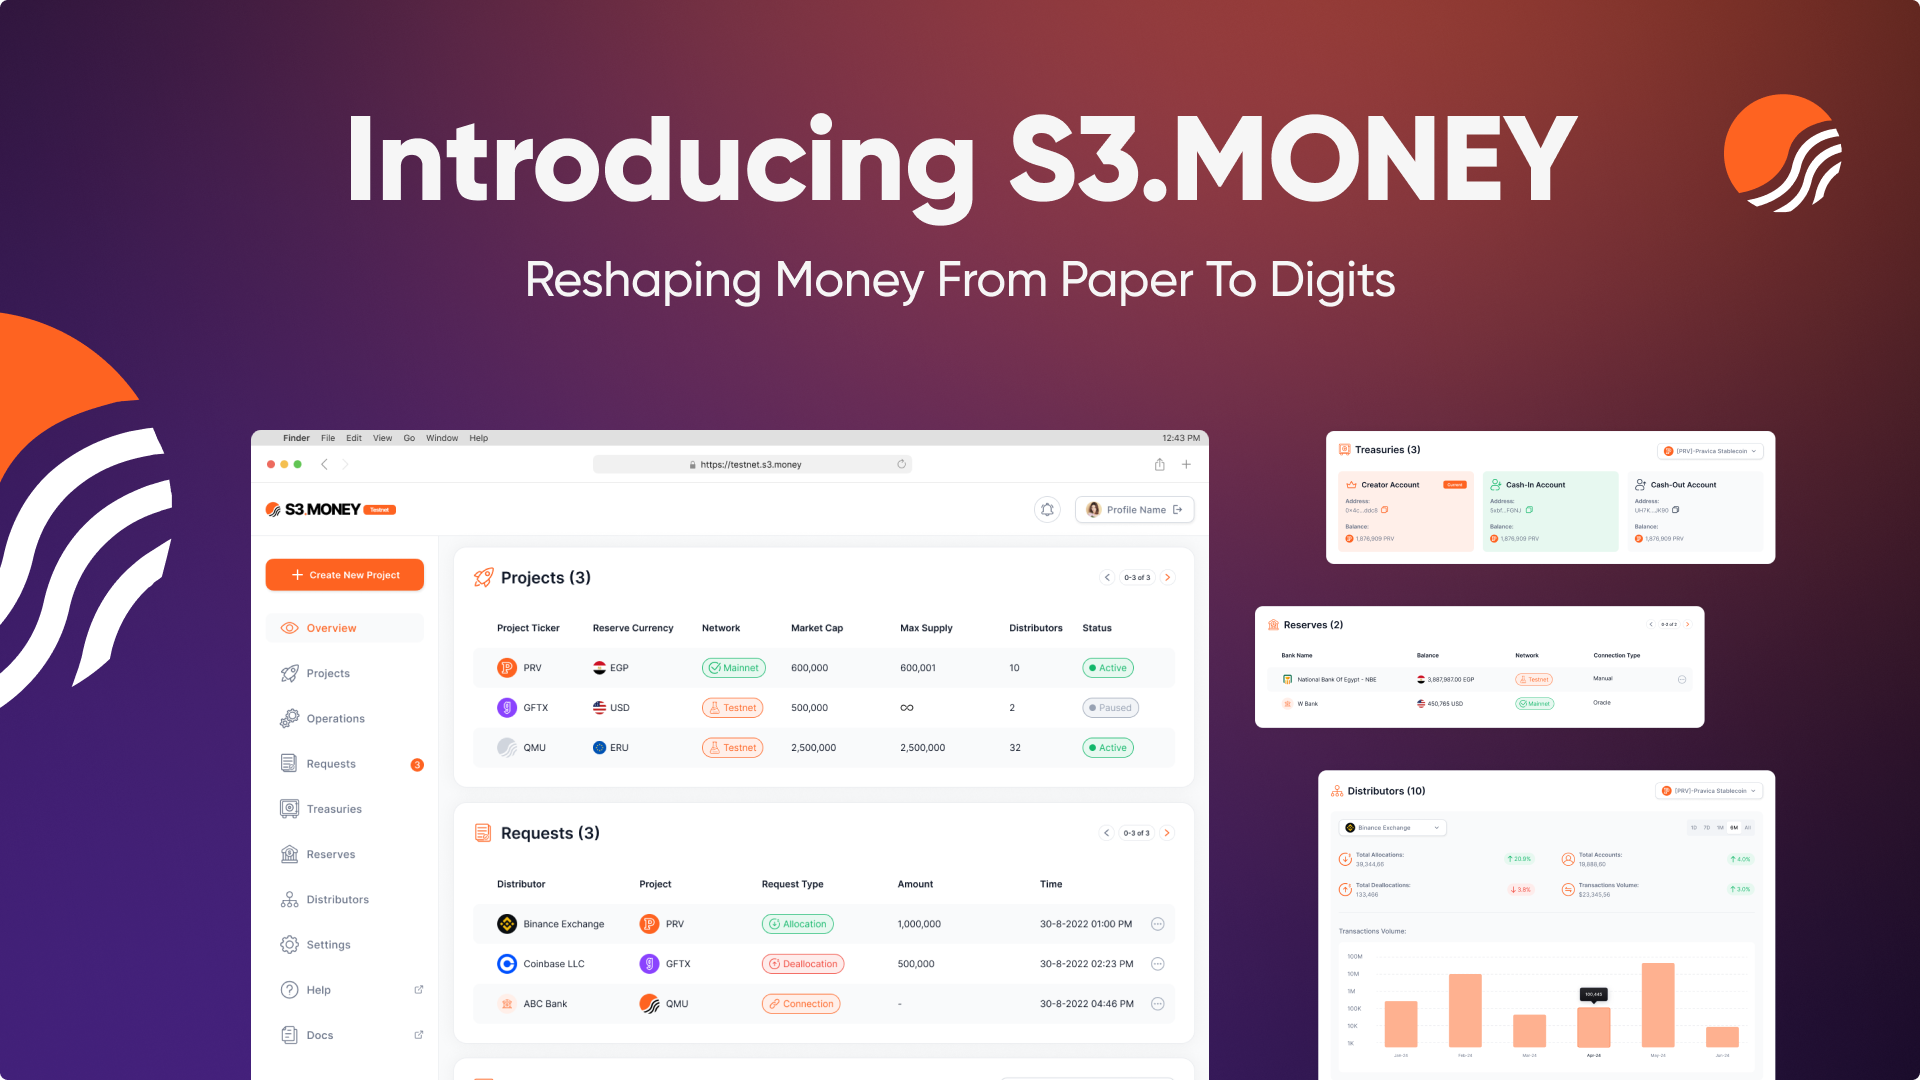 Introducing S3.MONEY
Reshaping Money From Paper To Digits
Finder File Edit View Go Window Help
12:43 PM
https://testnet.s3.money
S3.MONEY Testnet
Profile Name
Create New Project
Overview
Projects
Operations
Requests 3
Treasuries
Reserves
Distributors
Settings
Help
Docs
Projects (3)
0-3 of 3
Project Ticker Reserve Currency Network Market Cap Max Supply Distributors Status
PRV EGP Mainnet 600,000 600,001 10 Active
GFTX USD Testnet 500,000 ∞ 2 Paused
QMU ERU Testnet 2,500,000 2,500,000 32 Active
Requests (3)
0-3 of 3
Distributor Project Request Type Amount Time
Binance Exchange PRV Allocation 1,000,000 30-8-2022 01:00 PM
Coinbase LLC GFTX Deallocation 500,000 30-8-2022 02:23 PM
ABC Bank QMU Connection - 30-8-2022 04:46 PM
Treasuries (3)
[PRV]-Pravica Stablecoin
Creator Account
Address:
Balance:
1,876,909 PRV
Cash-In Account
Address:
5xbf...FGNJ
Balance:
1,876,909 PRV
Cash-Out Account
Address:
UH7K...JK90
Balance:
1,876,909 PRV
Reserves (2)
0-2 of 2
Bank Name Balance Network Connection Type
National Bank Of Egypt - NBE 3,887,987.00 EGP Testnet Manual
W Bank 450,765 USD Mainnet Oracle
Distributors (10)
[PRV]-Pravica Stablecoin
Binance Exchange
1D 7D 1M 6M All
Total Allocations:
39,344,66
20.8%
Total Accounts:
19,688,60
4.0%
Total Deallocations:
133,466
3.8%
Transactions Volume:
$23,345,56
3.0%
Transactions Volume:
100M
10M
1M
100K
10K
1K
100,443
Jan-24 Feb-24 Mar-24 Apr-24 May-24 Jun-24